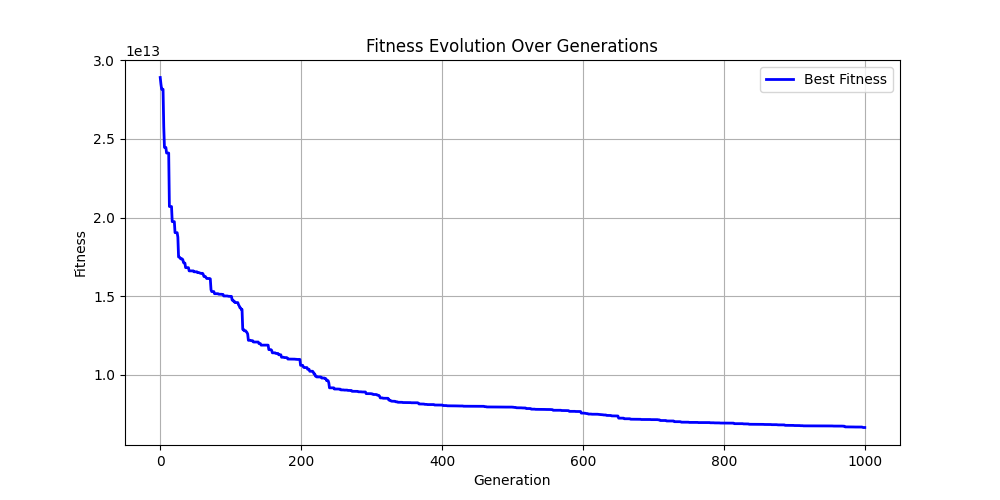 Fitness Evolution Over Generations
1e13
Best Fitness
3.0
2.5
2.0
1.5
1.0
Fitness
0 200 400 600 800 1000
Generation